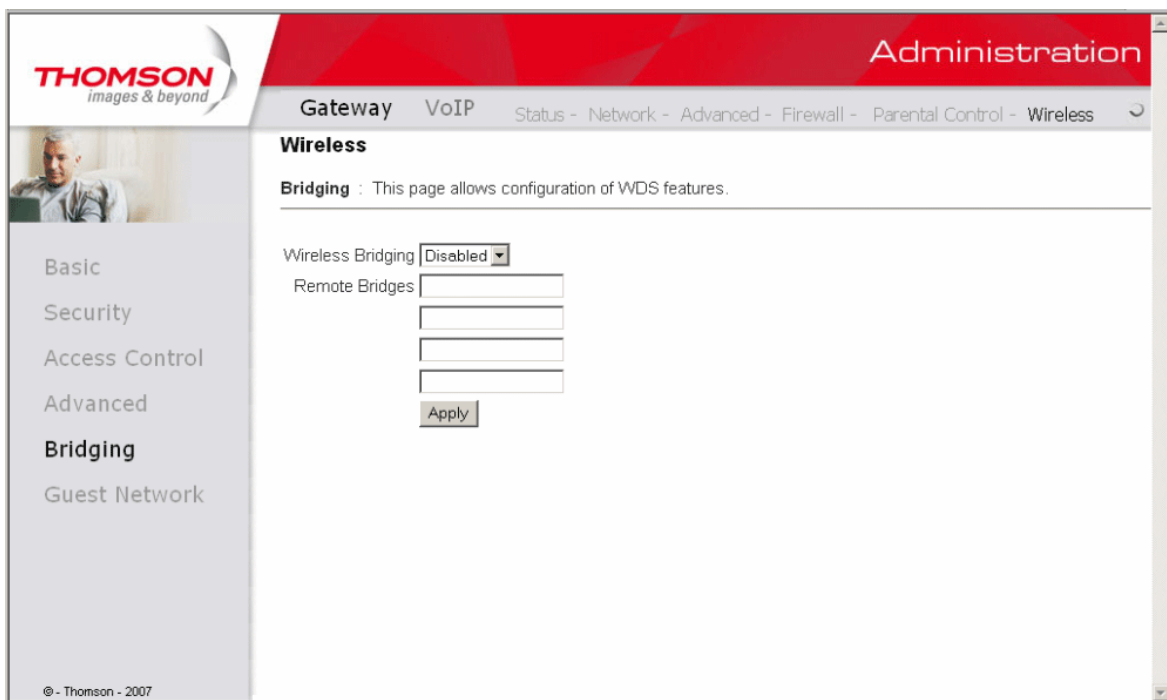 THOMSON
images & beyond
Administration
Gateway VoIP Status - Network - Advanced - Firewall - Parental Control - Wireless
Wireless
Bridging : This page allows configuration of WDS features.
Basic
Security
Access Control
Advanced
Bridging
Guest Network
Wireless Bridging Disabled
Remote Bridges
Apply
© - Thomson - 2007